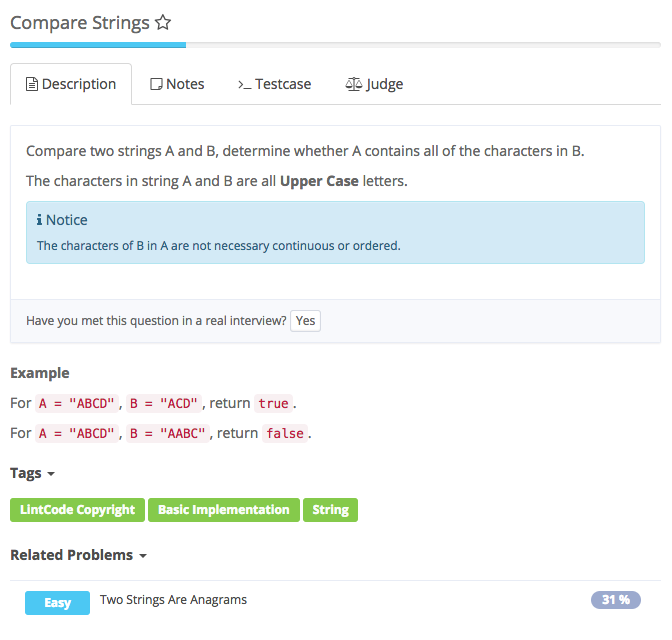 Compare Strings
Description Notes Testcase Judge
Compare two strings A and B, determine whether A contains all of the characters in B.
The characters in string A and B are all Upper Case letters.
Notice
The characters of B in A are not necessary continuous or ordered.
Have you met this question in a real interview? Yes
Example
For A = "ABCD", B = "ACD", return true.
For A = "ABCD", B = "AABC", return false.
Tags
LintCode Copyright Basic Implementation String
Related Problems
Easy Two Strings Are Anagrams 31 %